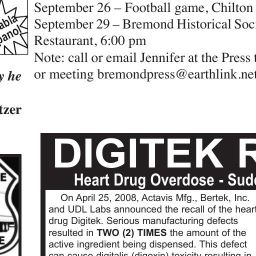 September 26 – Football game, Chilton
September 29 – Bremond Historical Soc
Restaurant, 6:00 pm
Note: call or email Jennifer at the Press
or meeting bremondpress@earthlink.net
y he
tzer
DIGITEK R
Heart Drug Overdose - Sud
On April 25, 2008, Actavis Mfg., Bertek, Inc.
and UDL Labs announced the recall of the heart
drug Digitek. Serious manufacturing defects
resulted in TWO (2) TIMES the amount of the
active ingredient being dispensed. This defect
can cause digitalis (digoxin) toxicity resulting in